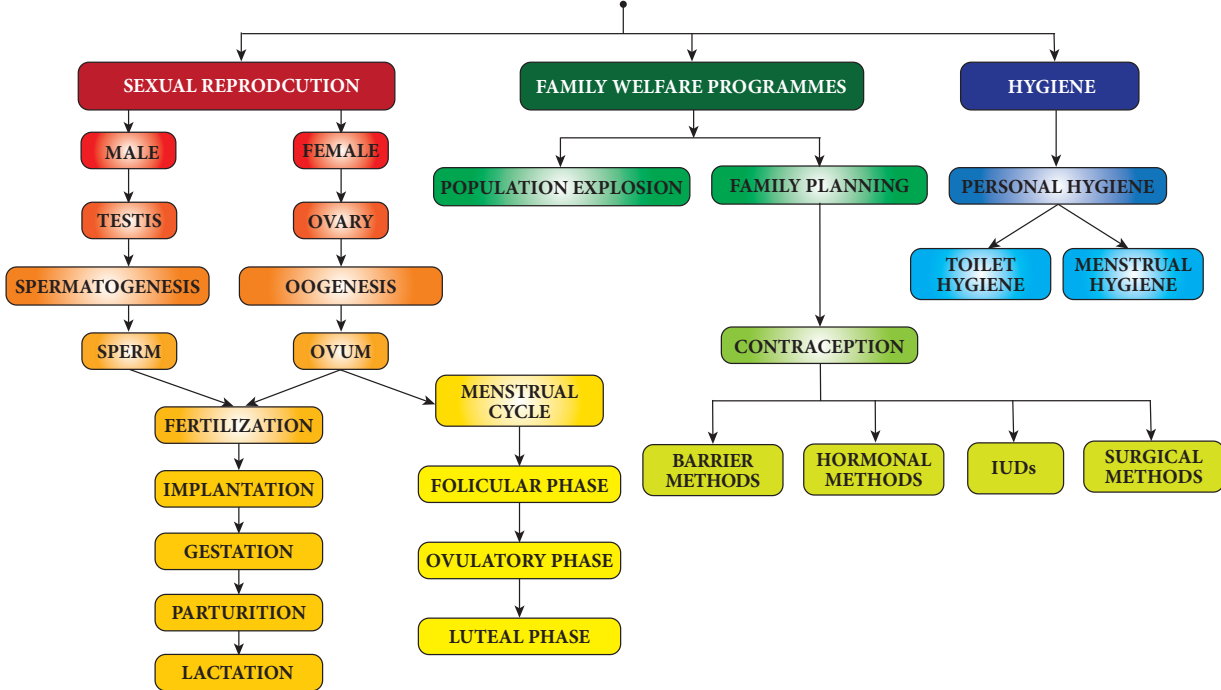 SEXUAL REPRODCUTION
FAMILY WELFARE PROGRAMMES
HYGIENE
MALE
FEMALE
POPULATION EXPLOSION
FAMILY PLANNING
PERSONAL HYGIENE
TESTIS
OVARY
TOILET
HYGIENE
MENSTRUAL
HYGIENE
SPERMATOGENESIS
OOGENESIS
SPERM
OVUM
CONTRACEPTION
MENSTRUAL
CYCLE
FERTILIZATION
BARRIER
METHODS
HORMONAL
METHODS
IUDs
SURGICAL
METHODS
IMPLANTATION
FOLICULAR PHASE
GESTATION
OVULATORY PHASE
PARTURITION
LUTEAL PHASE
LACTATION